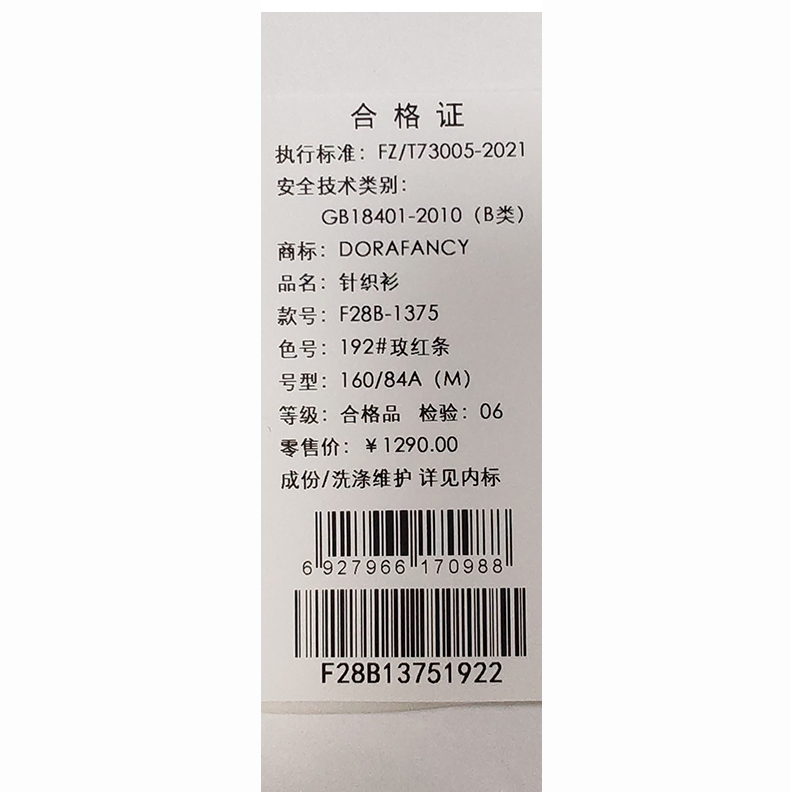 合格证
执行标准：FZ/T73005-2021
安全技术类别：
GB18401-2010（B类）
商标：DORAFANCY
品名：针织衫
款号：F28B-1375
色号：192#玫红条
号型：160/84A（M）
等级：合格品 检验：06
零售价：￥1290.00
成份/洗涤维护 详见内标
6 927966 170988
F28B13751922